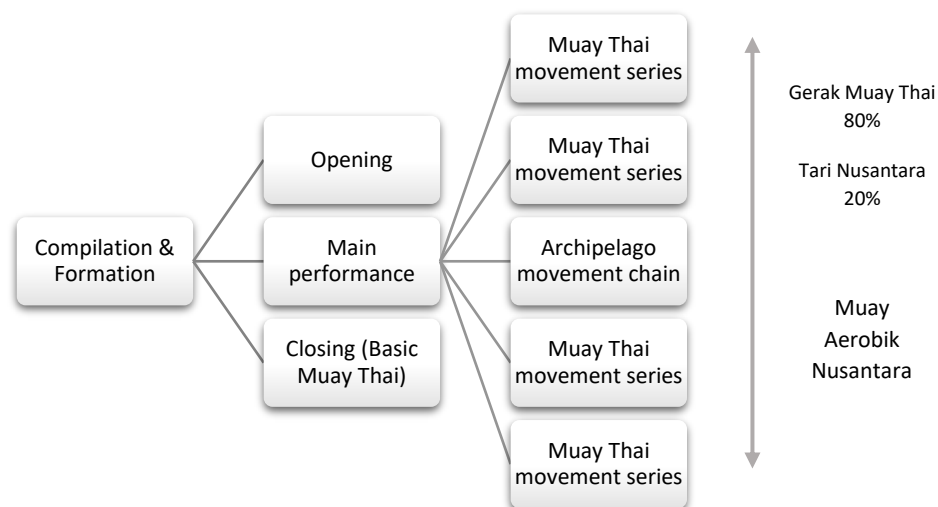 Compilation &
Formation
Opening
Main
performance
Closing (Basic
Muay Thai)
Muay Thai
movement series
Muay Thai
movement series
Archipelago
movement chain
Muay Thai
movement series
Muay Thai
movement series
Gerak Muay Thai
80%
Tari Nusantara
20%
Muay
Aerobik
Nusantara